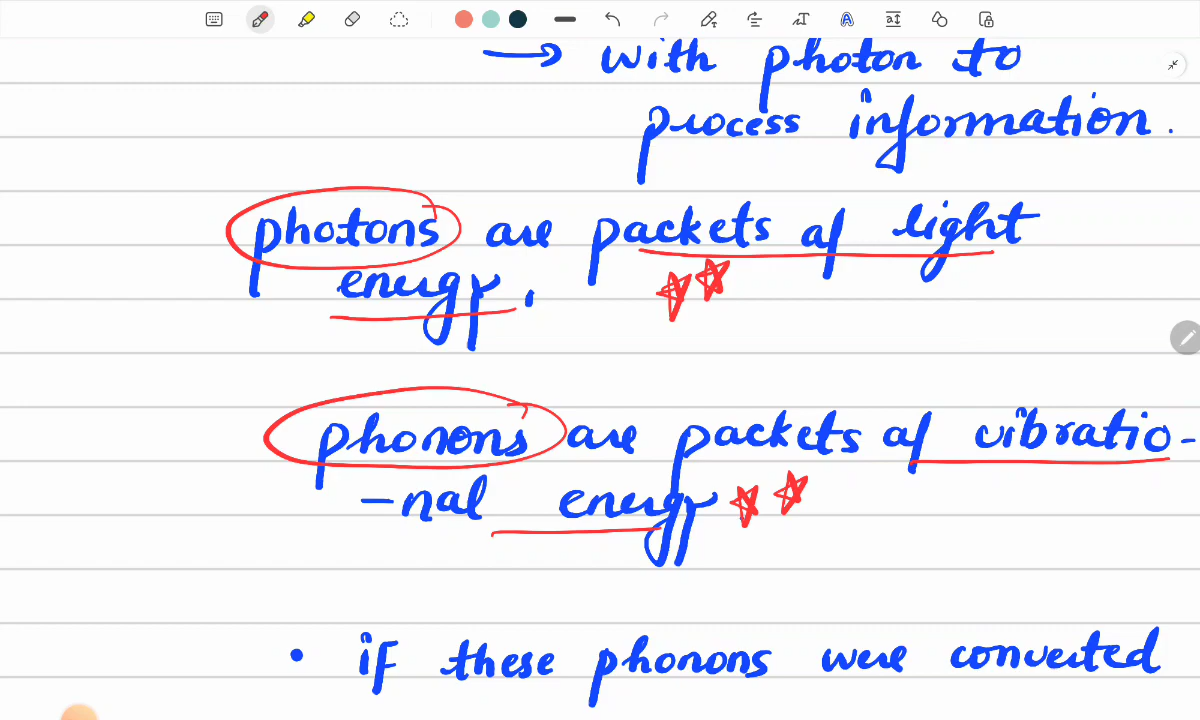 → with photon to
process information.
photons are packets of light
energy.
phonons are packets of vibratio-
-nal energy
• if these phonons were converted